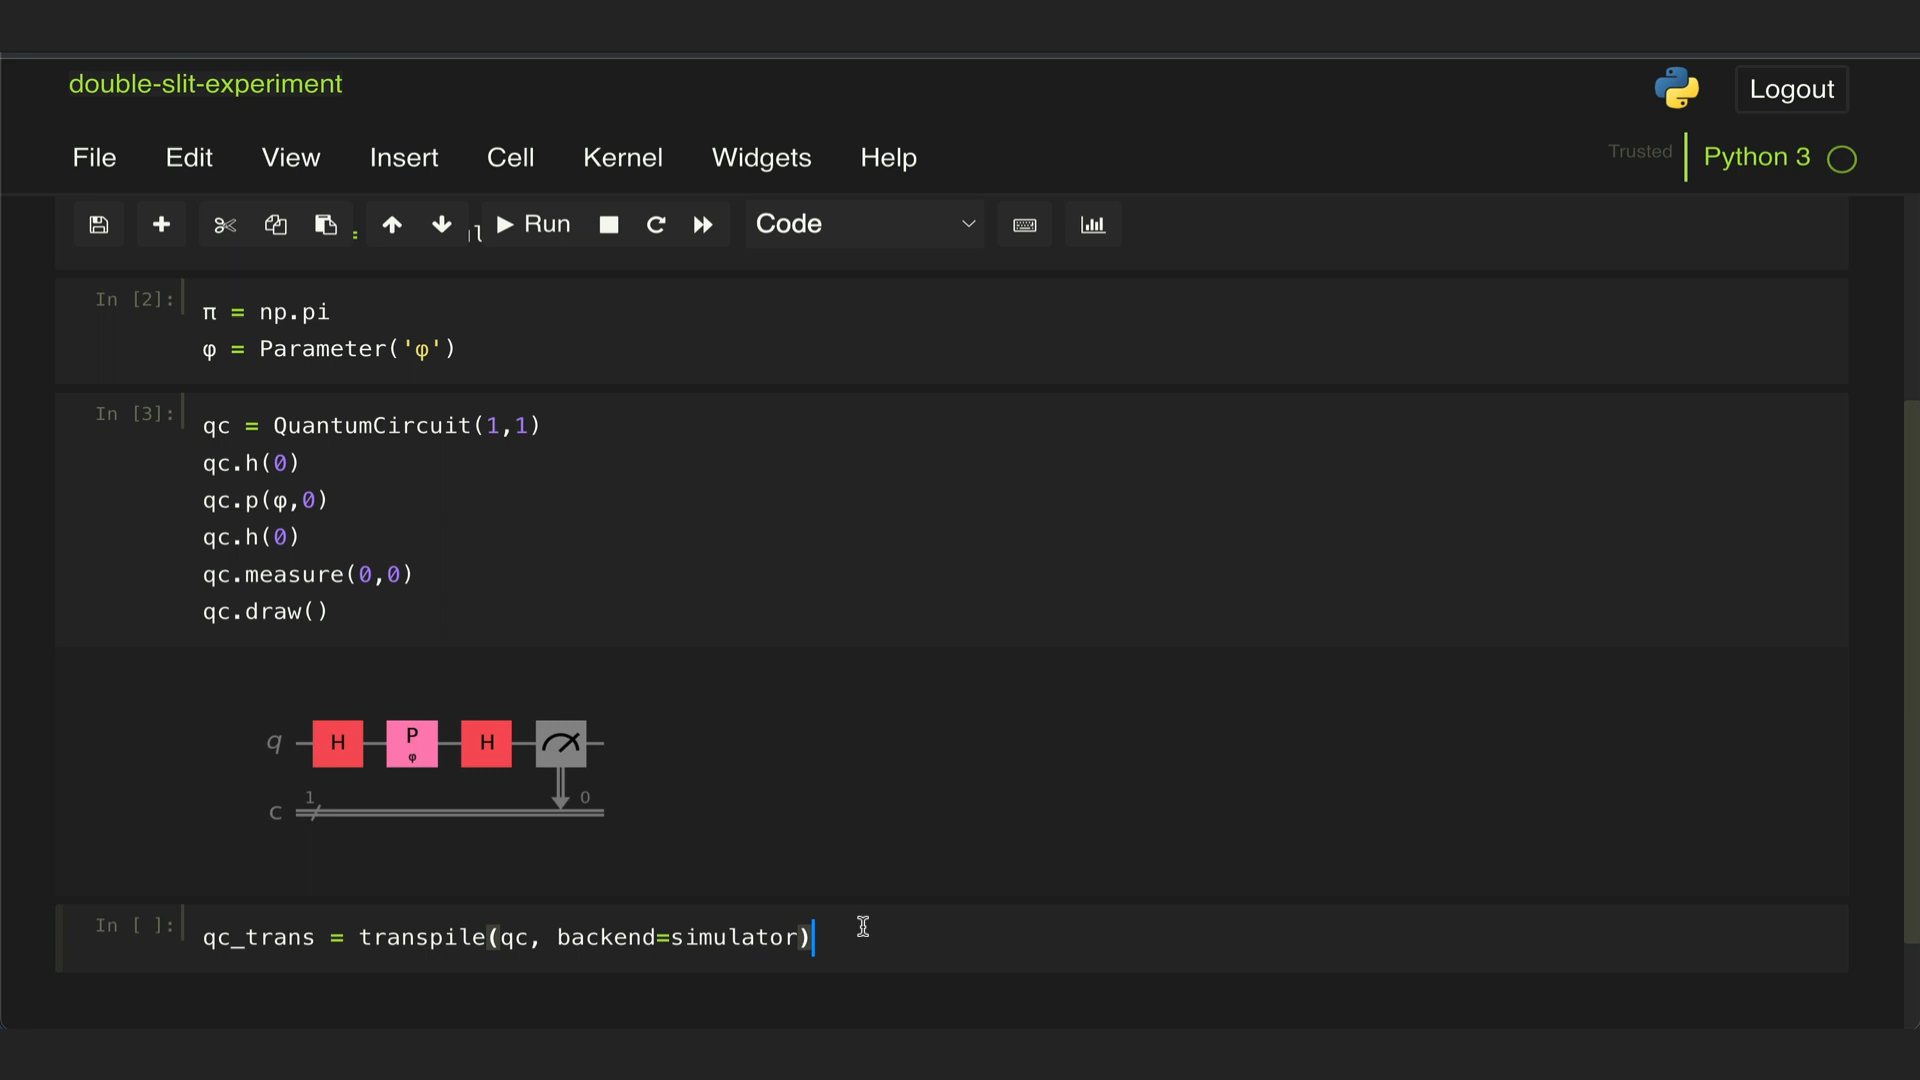 double-slit-experiment
Logout
File Edit View Insert Cell Kernel Widgets Help
Trusted Python 3
Run Code
In [2]:
π = np.pi
φ = Parameter('φ')
In [3]:
qc = QuantumCircuit(1,1)
qc.h(0)
qc.p(φ,0)
qc.h(0)
qc.measure(0,0)
qc.draw()
q H P H
φ
1 0
c
In [ ]:
qc_trans = transpile(qc, backend=simulator)